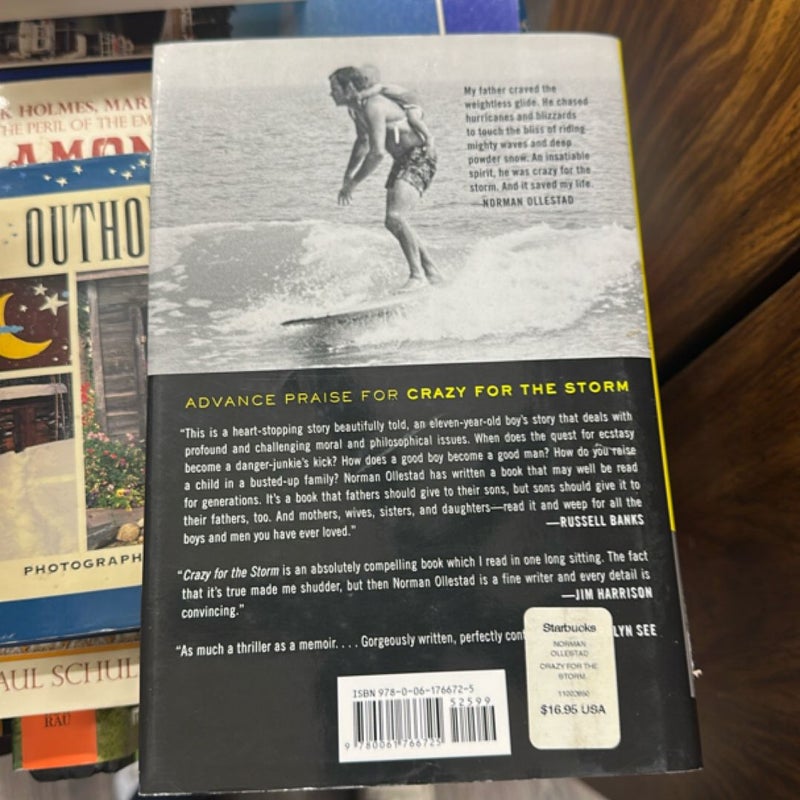 K HOLMES, MAR
HE PERIL OF THE EM
AMON
OUTHO
PHOTOGRAPH
AUL SCHUL
RAU
My father craved the
weightless glide. He chased
hurricanes and blizzards
to touch the bliss of riding
mighty waves and deep
powder snow. An insatiable
spirit, he was crazy for the
storm. And it saved my life.
—NORMAN OLLESTAD
ADVANCE PRAISE FOR CRAZY FOR THE STORM
"This is a heart-stopping story beautifully told, an eleven-year-old boy's story that deals with
profound and challenging moral and philosophical issues. When does the quest for ecstasy
become a danger-junkie's kick? How does a good boy become a good man? How do you raise
a child in a busted-up family? Norman Ollestad has written a book that may well be read
for generations. It's a book that fathers should give to their sons, but sons should give it to
their fathers, too. And mothers, wives, sisters, and daughters—read it and weep for all the
boys and men you have ever loved."
—RUSSELL BANKS
"Crazy for the Storm is an absolutely compelling book which I read in one long sitting. The fact
that it's true made me shudder, but then Norman Ollestad is a fine writer and every detail is
convincing."
—JIM HARRISON
"As much a thriller as a memoir. . . . Gorgeously written, perfectly con
LYN SEE
ISBN 978-0-06-176672-5
52599
9 780061 766725
Starbucks
NORMAN
OLLESTAD
CRAZY FOR THE
STORM
$16.95 USA